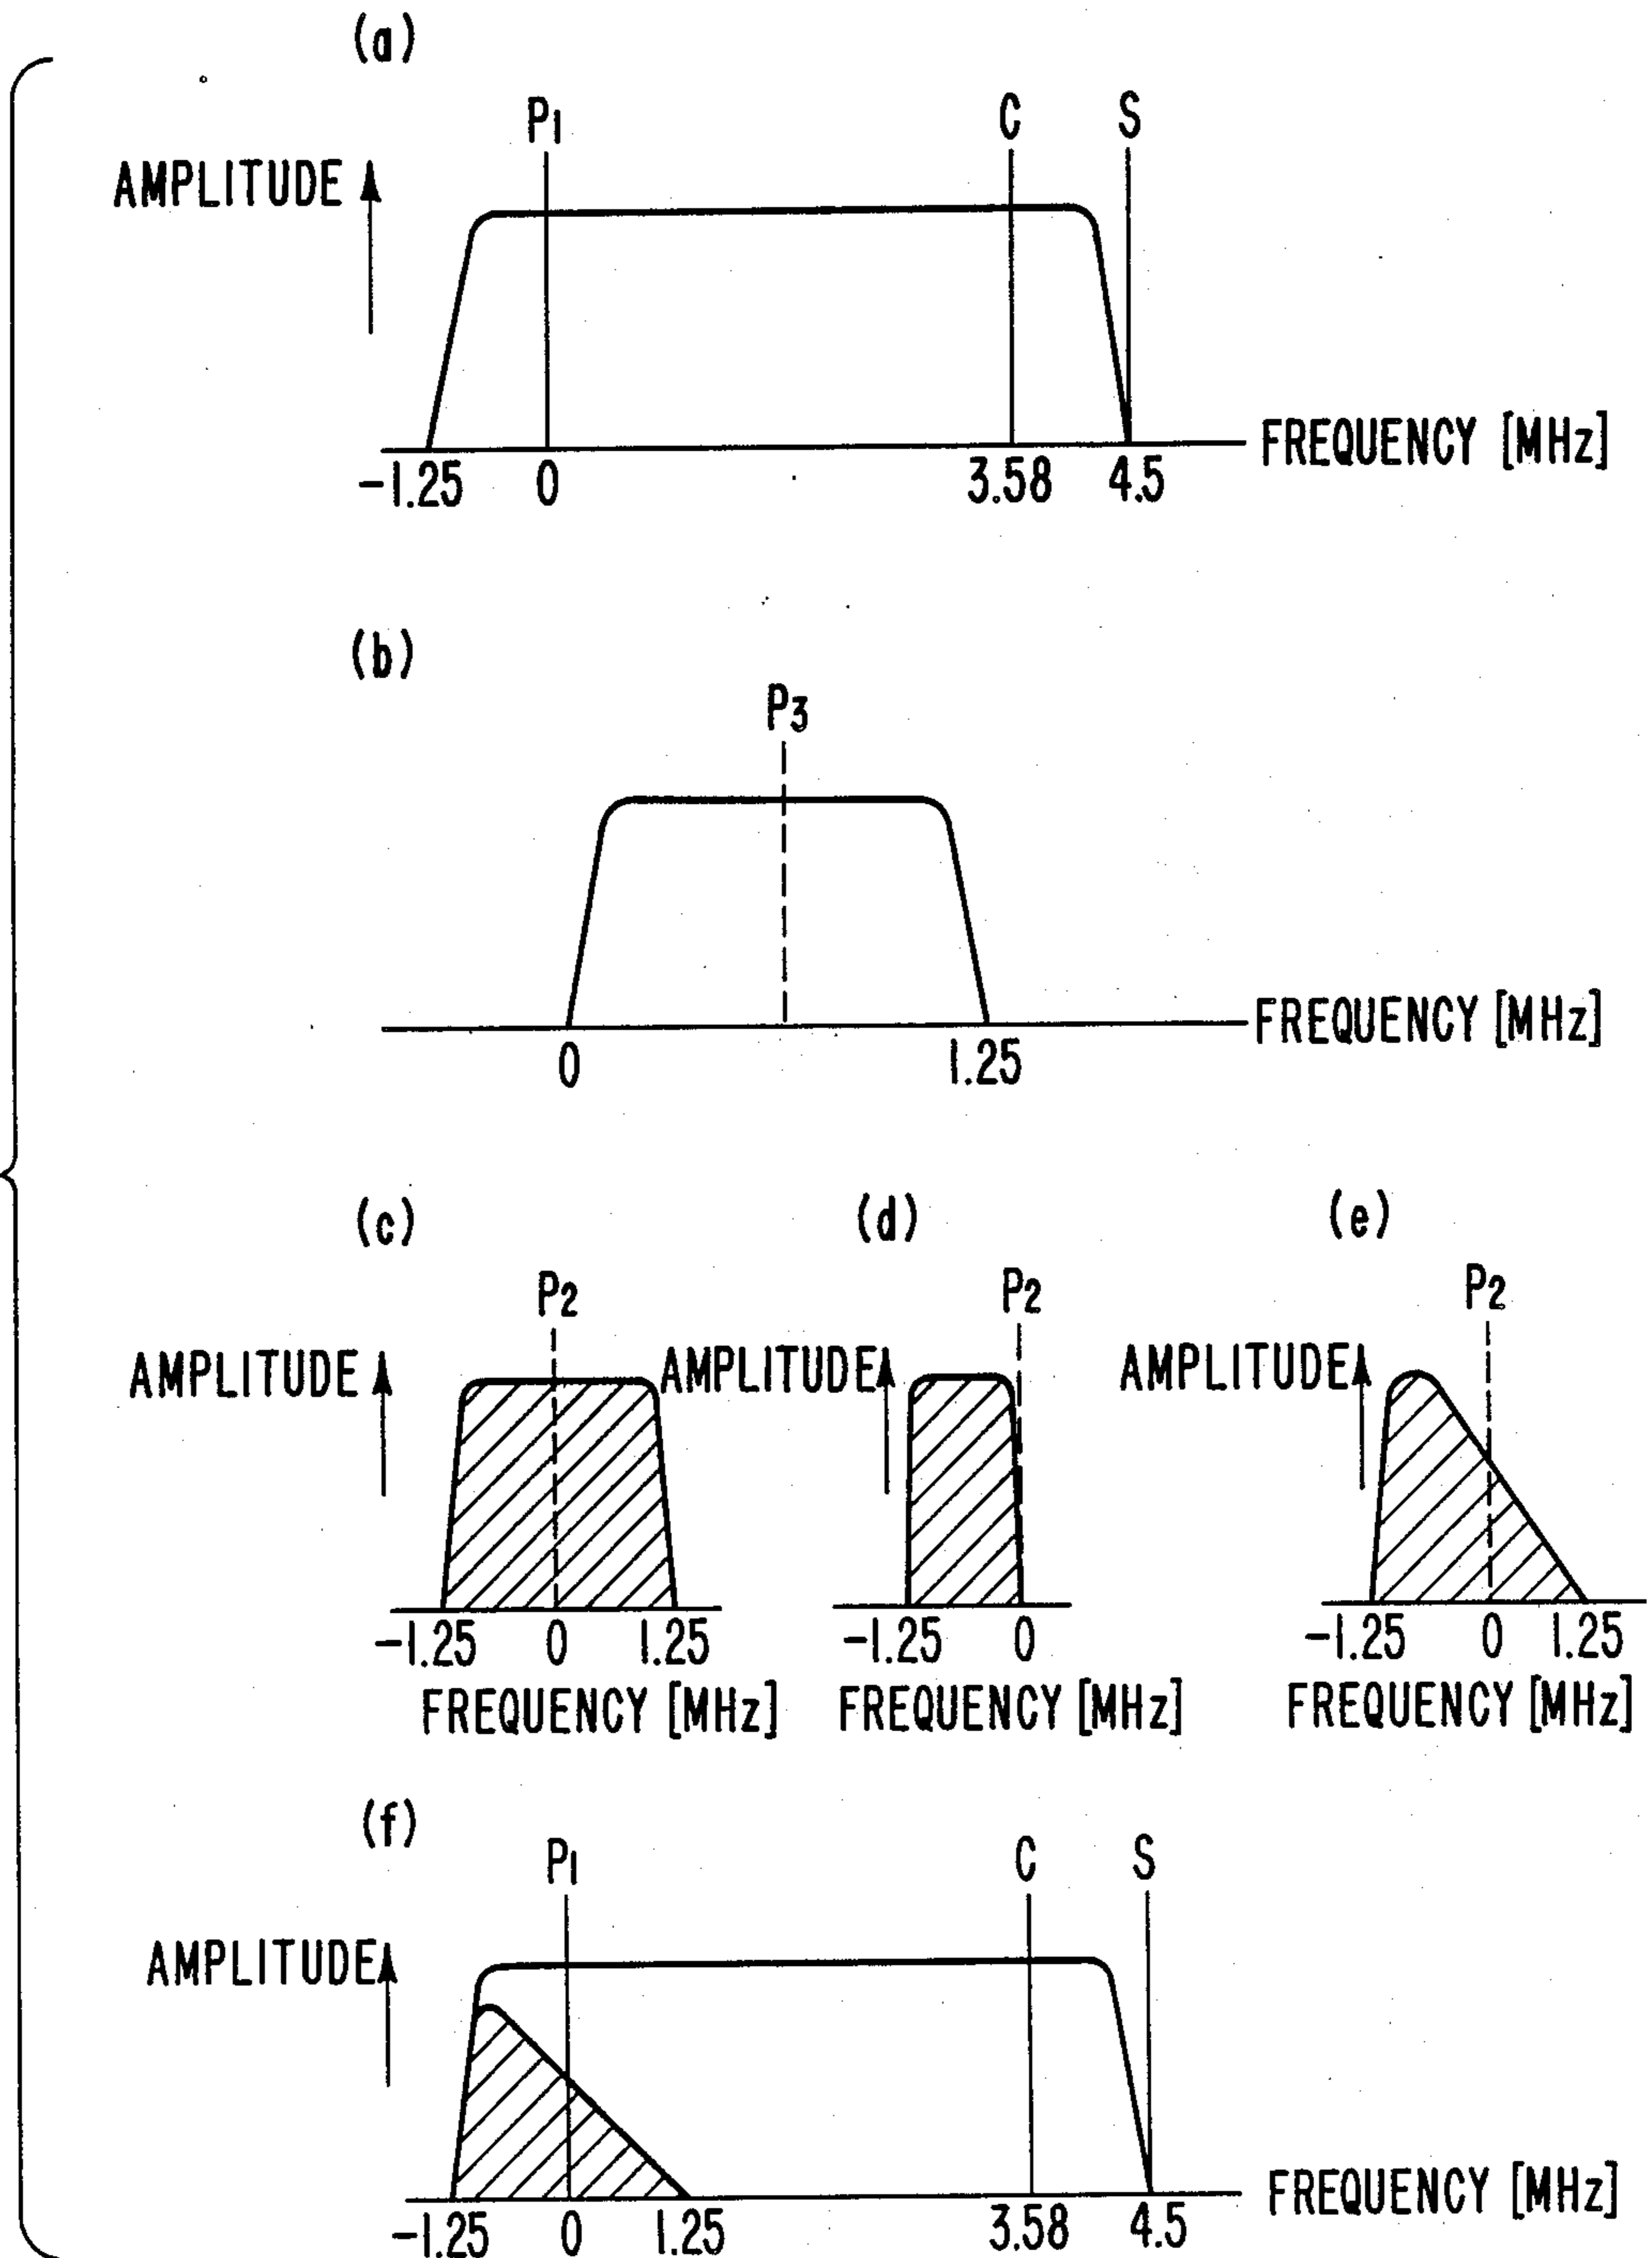 (a)
P1 C S
AMPLITUDE
FREQUENCY [MHz]
-1.25 0 3.58 4.5
(b)
P3
FREQUENCY [MHz]
0 1.25
(c) (d) (e)
P2 P2 P2
AMPLITUDE AMPLITUDE AMPLITUDE
-1.25 0 1.25 -1.25 0 -1.25 0 1.25
FREQUENCY [MHz] FREQUENCY [MHz] FREQUENCY [MHz]
(f)
P1 C S
AMPLITUDE
FREQUENCY [MHz]
-1.25 0 1.25 3.58 4.5